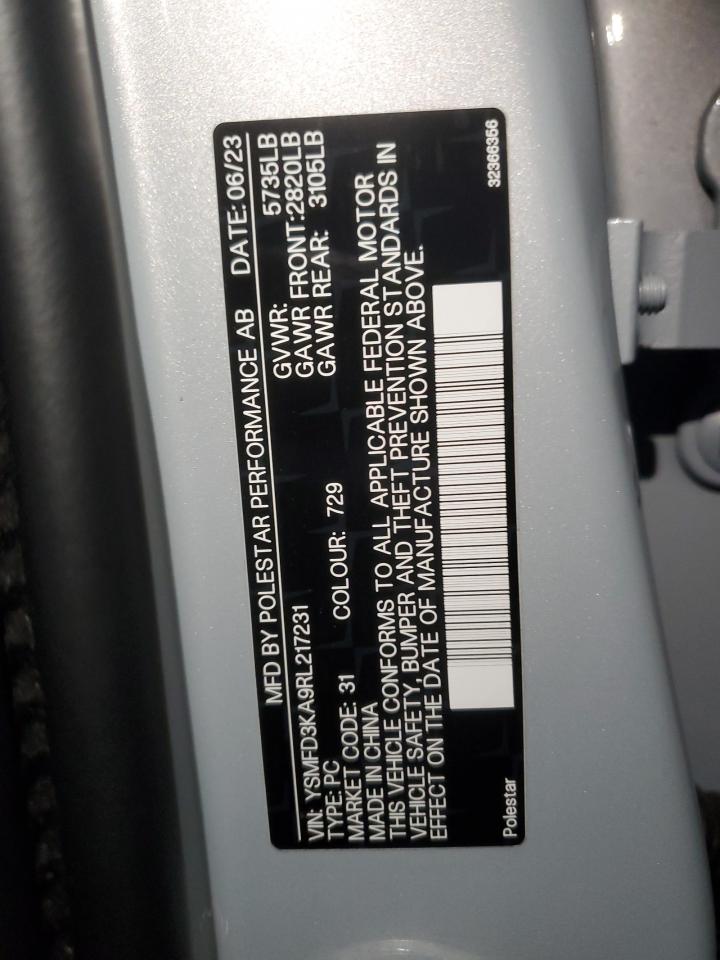 MFD BY POLESTAR PERFORMANCE AB DATE: 06/23
VIN: YSMFD3KA9RL217231 GVWR: 5735LB
TYPE: PC GAWR FRONT: 2820LB
MARKET CODE: 31 COLOUR: 729 GAWR REAR: 3105LB
MADE IN CHINA
THIS VEHICLE CONFORMS TO ALL APPLICABLE FEDERAL MOTOR
VEHICLE SAFETY, BUMPER AND THEFT PREVENTION STANDARDS IN
EFFECT ON THE DATE OF MANUFACTURE SHOWN ABOVE.
Polestar 32366356